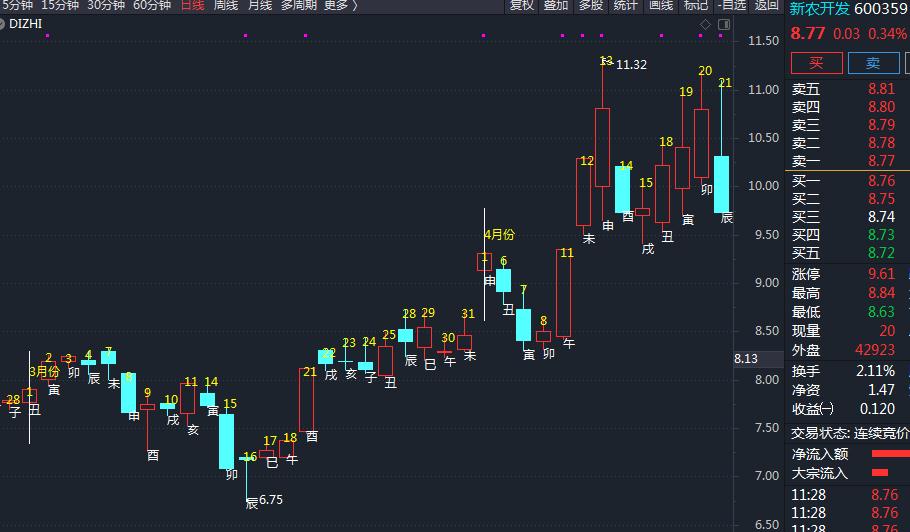 5分钟 15分钟 30分钟 60分钟 日线 周线 月线 多周期 更多 〉 复权 叠加 多股 统计 画线 标记 -自选 返回
DIZHI
新农开发 600359
8.77 0.03 0.34%
买 卖
卖五 8.81
卖四 8.80
卖三 8.79
卖二 8.78
卖一 8.77
买一 8.76
买二 8.75
买三 8.74
买四 8.73
买五 8.72
涨停 9.61
最高 8.84
最低 8.63
现量 20
外盘 42923
换手 2.11%
净资 1.47
收益㈠ 0.120
交易状态: 连续竞价
净流入额
大宗流入
11:28 8.76
11:28 8.76
11:28 8.76
11.50
11.00
10.50
10.00
9.50
9.00
8.50
8.13
8.00
7.50
7.00
6.50
11.32
6.75
3月份
4月份
28 1 2 3 4 7 8 9 10 11 14 15 16 17 18 21 22 23 24 25 28 29 30 31 1 6 7 8 11 12 13 14 15 18 19 20 21
子 丑 寅 卯 辰 未 申 酉 戌 亥 寅 卯 辰 巳 午 酉 戌 亥 子 丑 辰 巳 午 未 申 丑 寅 卯 午 未 申 酉 戌 丑 寅 卯 辰